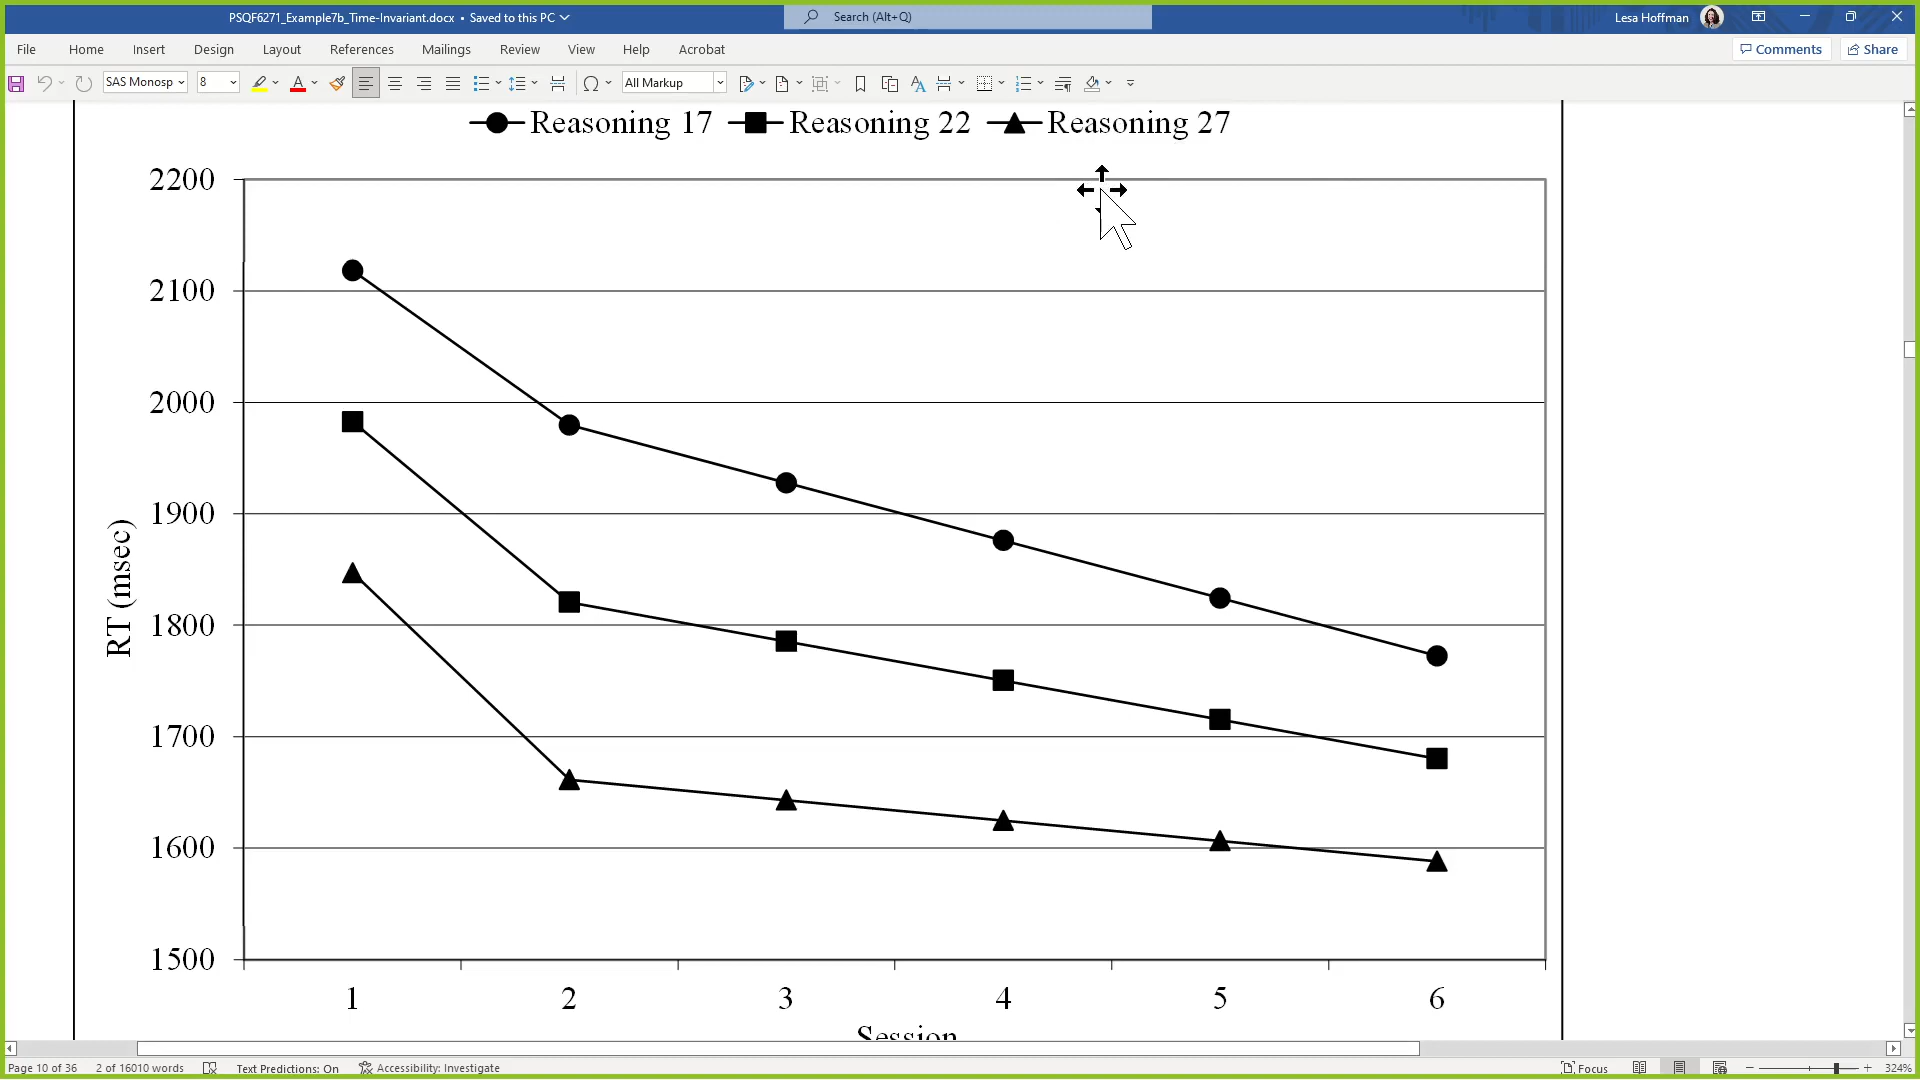 PSQF6271_Example7b_Time-Invariant.docx • Saved to this PC
Search (Alt+Q)
Lesa Hoffman
File Home Insert Design Layout References Mailings Review View Help Acrobat
Comments Share
SAS Monosp 8 All Markup
Reasoning 17 Reasoning 22 Reasoning 27
2200
2100
2000
1900
1800
1700
1600
1500
RT (msec)
1 2 3 4 5 6
Session
Page 10 of 36 2 of 16010 words Text Predictions: On Accessibility: Investigate Focus 324%